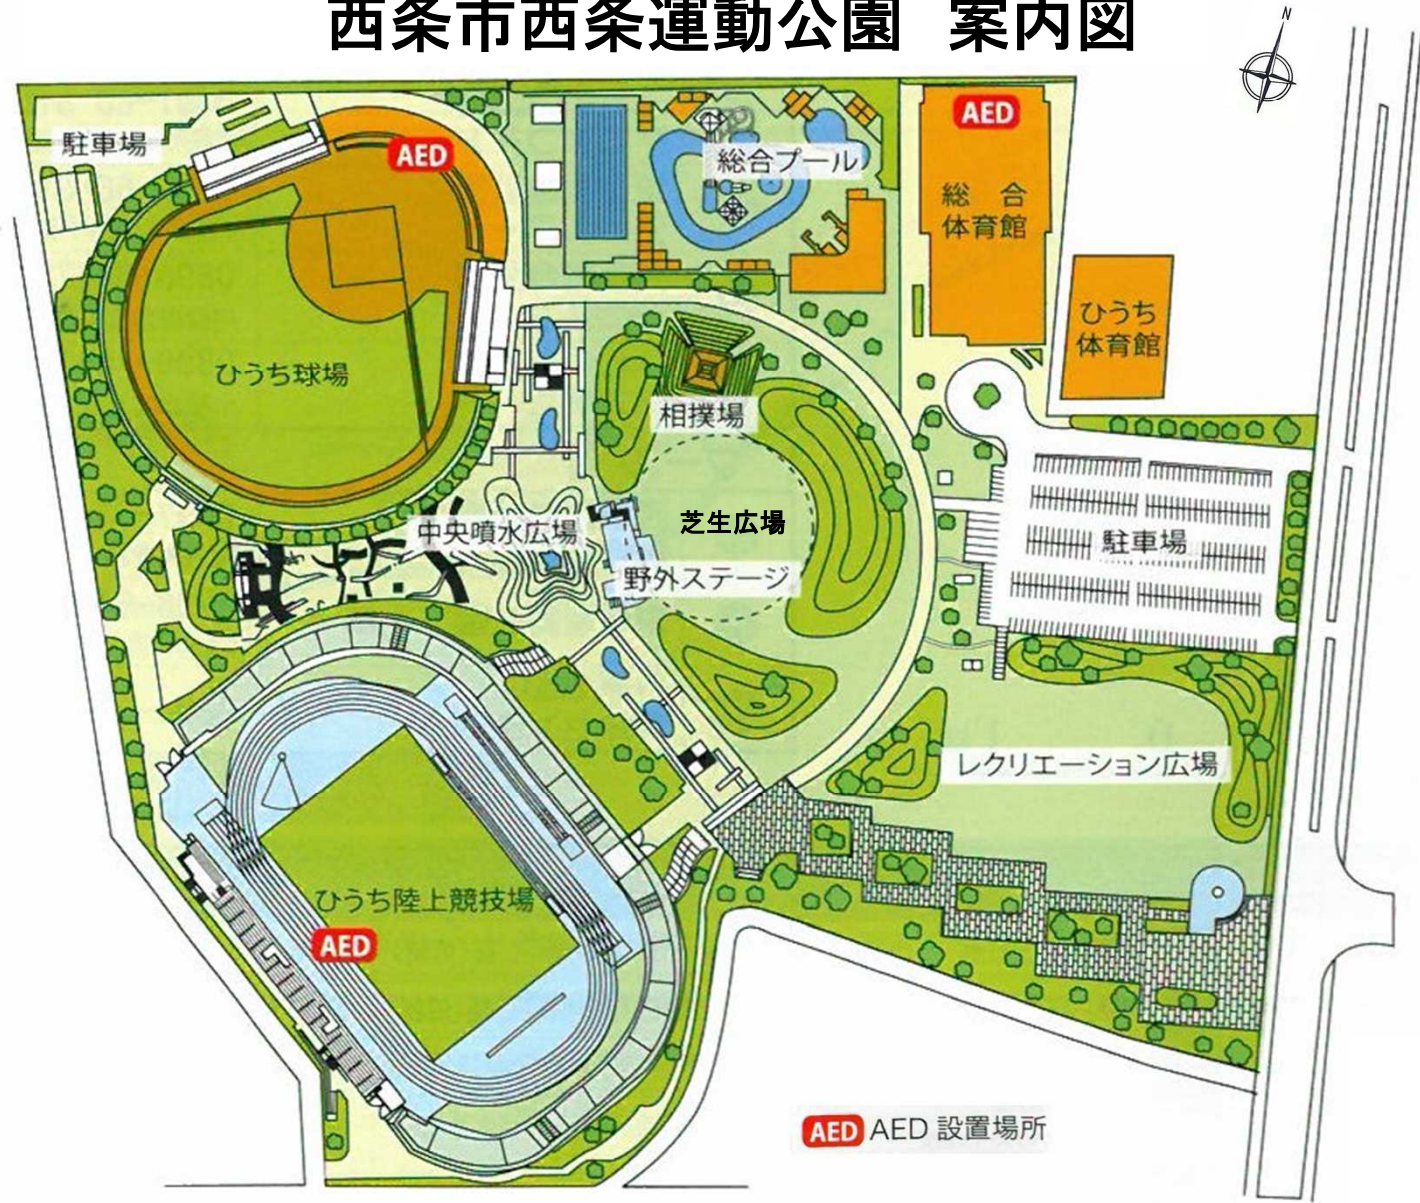 西条市西条運動公園　案内図
N
駐車場
AED
総合プール
AED
総　合
体育館
ひうち
体育館
ひうち球場
相撲場
芝生広場
中央噴水広場
野外ステージ
駐車場
レクリエーション広場
ひうち陸上競技場
AED
AED AED 設置場所